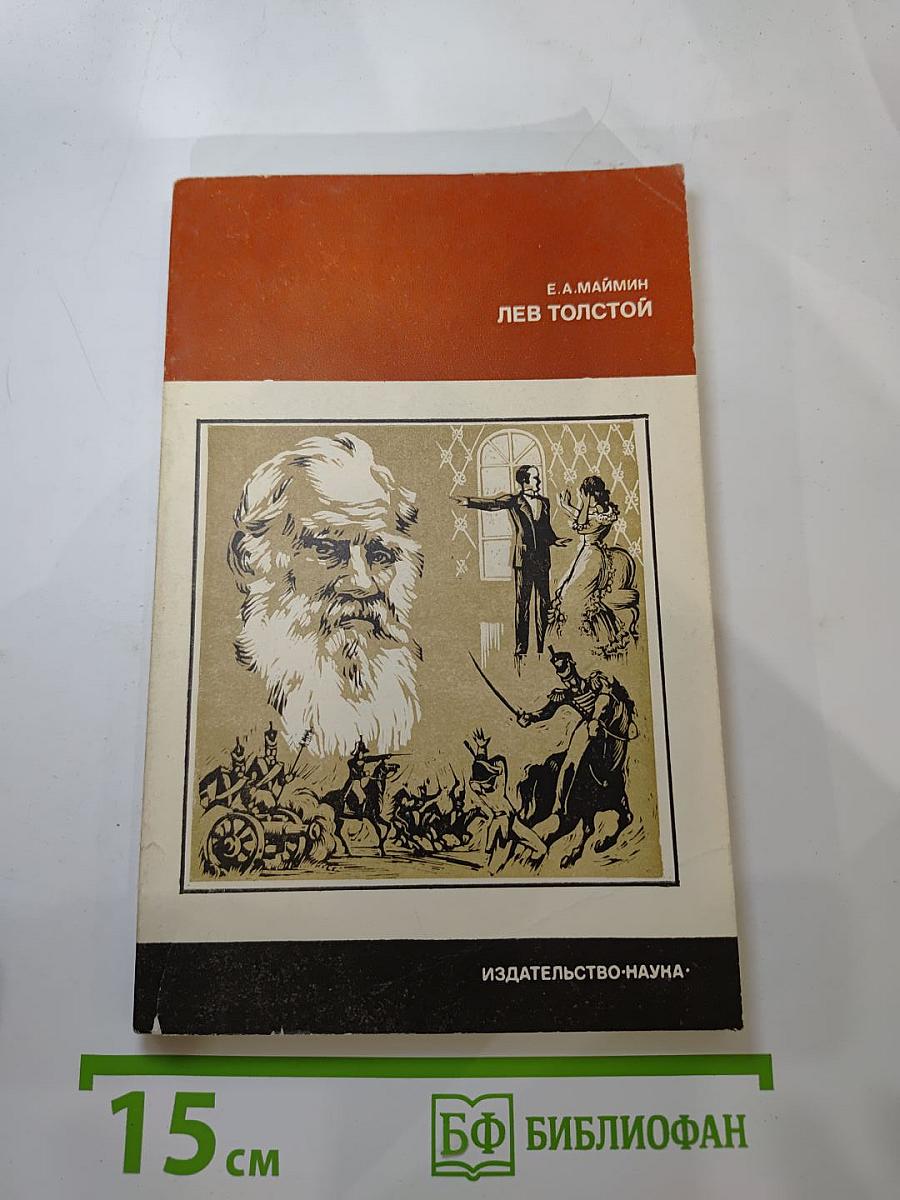 Е.А.МАЙМИН
ЛЕВ ТОЛСТОЙ
ИЗДАТЕЛЬСТВО·НАУКА·
15 см
БФ БИБЛИОФАН